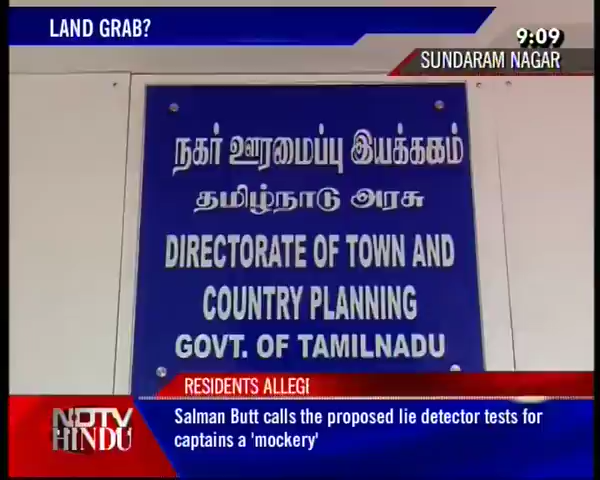 LAND GRAB?
9:09
SUNDARAM NAGAR
நகர் ஊரமைப்பு இயக்ககம்
தமிழ்நாடு அரசு
DIRECTORATE OF TOWN AND
COUNTRY PLANNING
GOVT. OF TAMILNADU
RESIDENTS ALLEGE
NDTV
HINDU
Salman Butt calls the proposed lie detector tests for
captains a 'mockery'